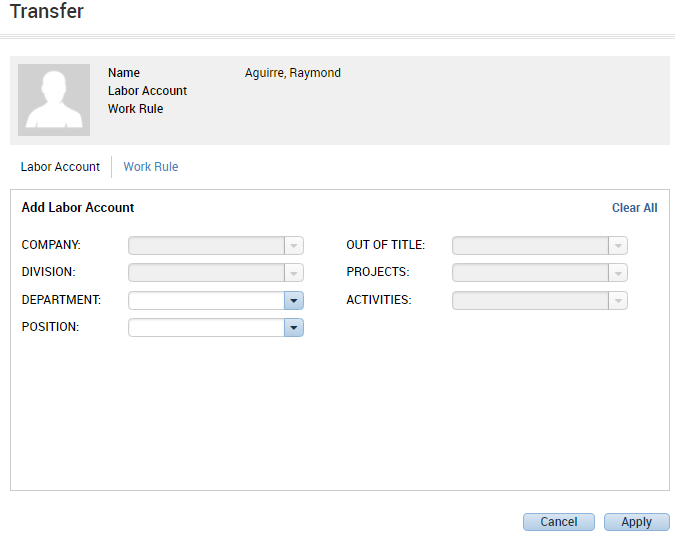 Transfer
Name Aguirre, Raymond
Labor Account
Work Rule
Labor Account Work Rule
Add Labor Account Clear All
COMPANY: OUT OF TITLE:
DIVISION: PROJECTS:
DEPARTMENT: ACTIVITIES:
POSITION:
Cancel Apply